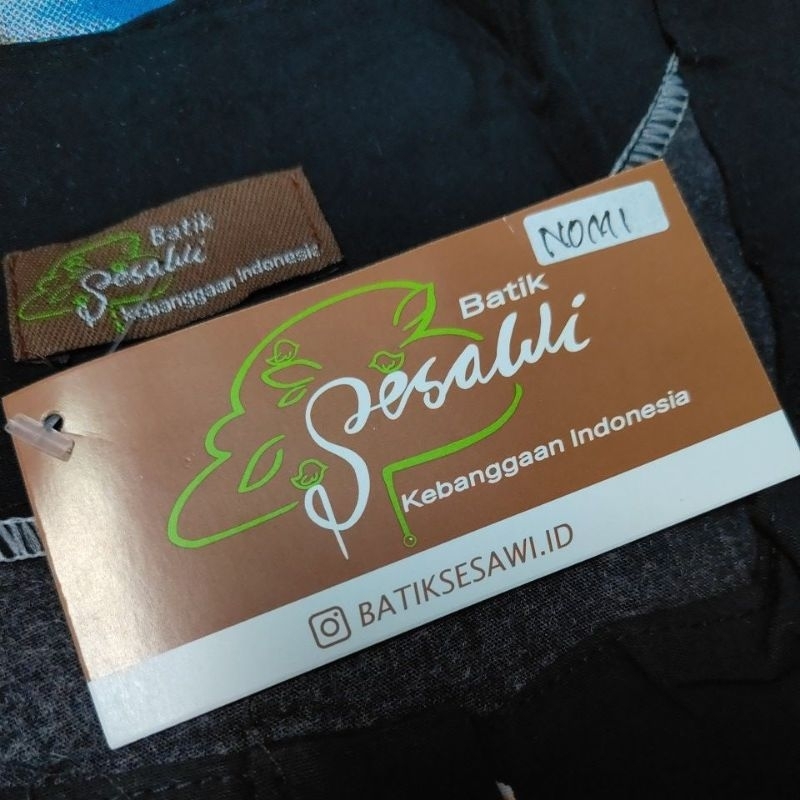 Batik
Sesawi
Kebanggaan Indonesia
NOMI
Batik
Sesawi
Kebanggaan Indonesia
BATIKSESAWI.ID